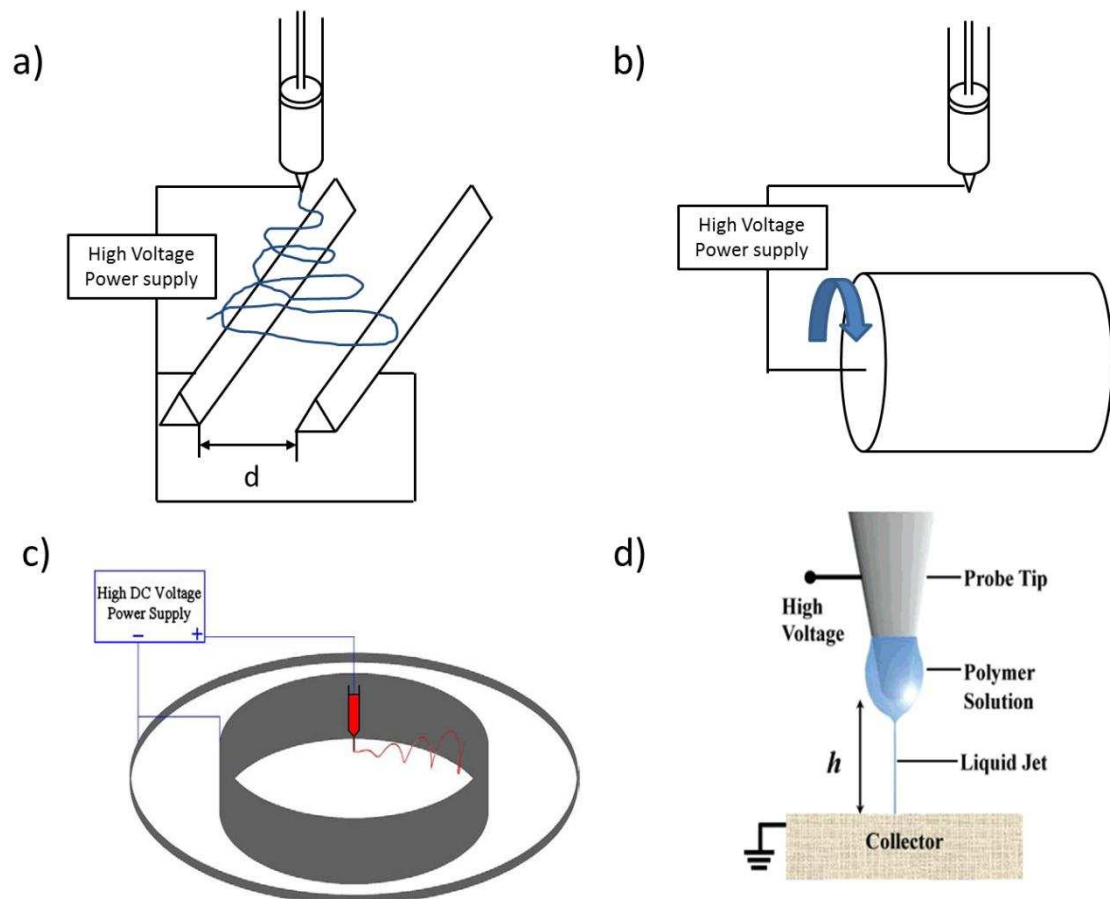 a)
High Voltage
Power supply
d
b)
High Voltage
Power supply
c)
High DC Voltage
Power Supply
− +
d)
Probe Tip
High
Voltage
Polymer
Solution
h
Liquid Jet
Collector